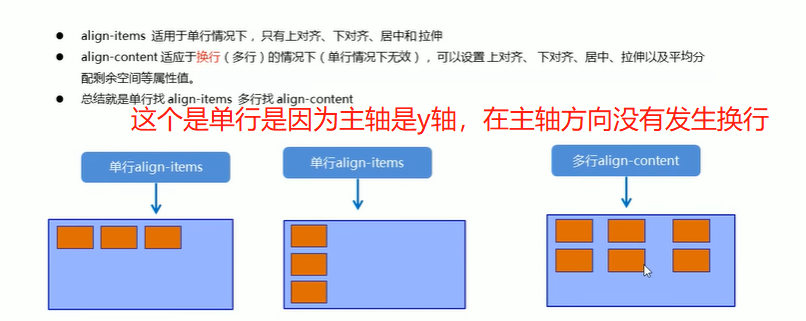 ● align-items 适用于单行情况下，只有上对齐、下对齐、居中和 拉伸
● align-content 适应于换行（多行）的情况下（单行情况下无效），可以设置 上对齐、下对齐、居中、拉伸以及平均分
配剩余空间等属性值。
● 总结就是单行找 align-items 多行找 align-content
这个是单行是因为主轴是y轴，在主轴方向没有发生换行
单行align-items
单行align-items
多行align-content